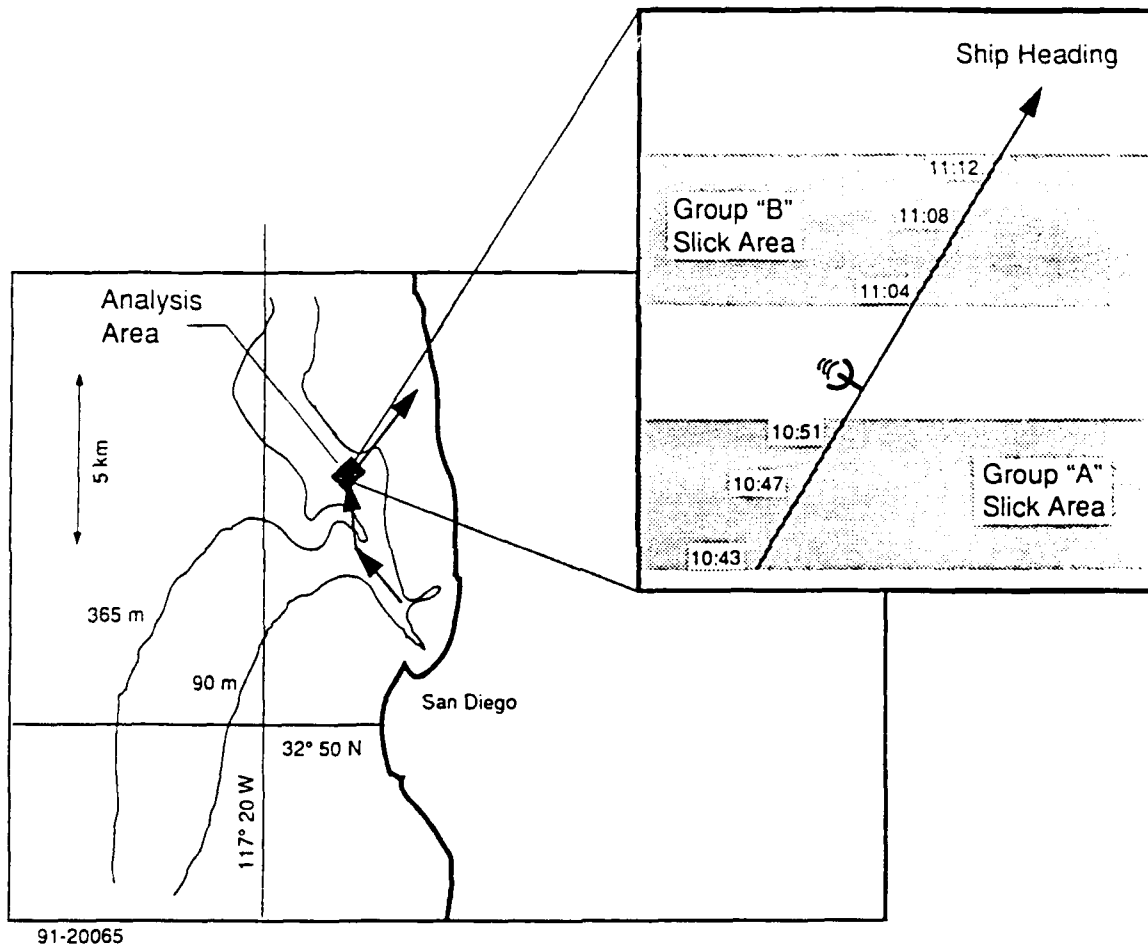 Ship Heading
11:12
Group "B"
Slick Area
11:08
11:04
10:51
Group "A"
Slick Area
10:47
10:43
Analysis
Area
5 km
365 m
90 m
San Diego
32° 50 N
117° 20 W
91-20065